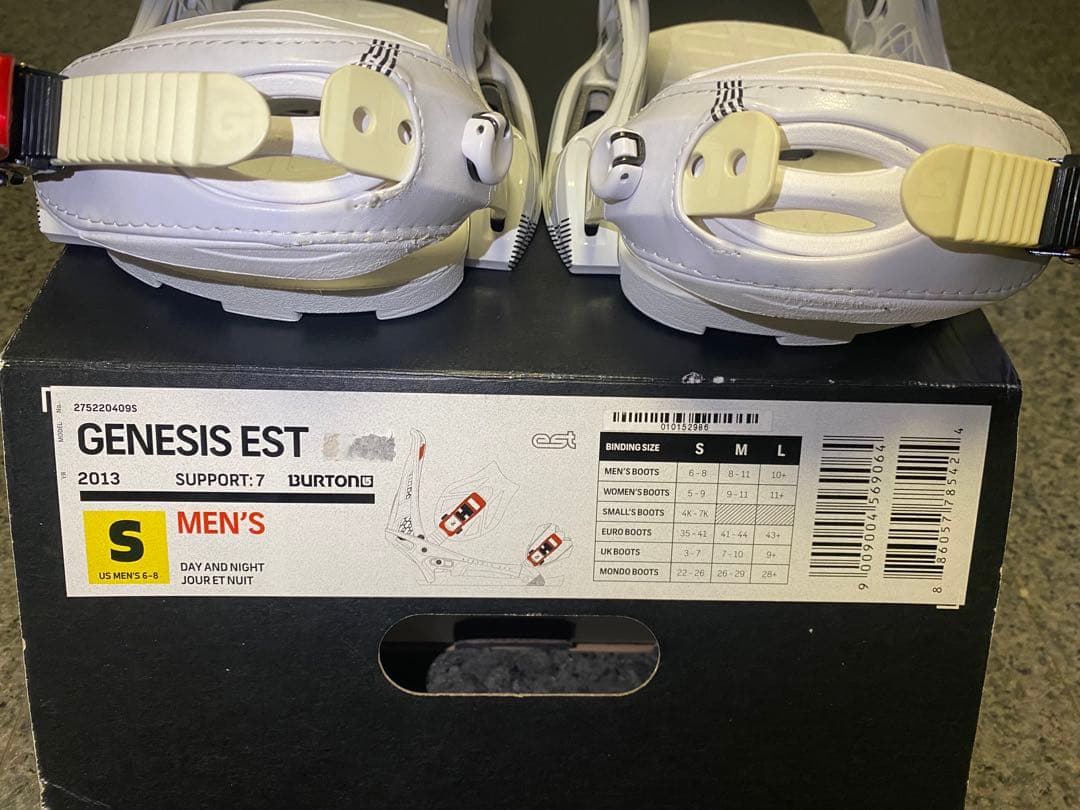 MODEL No.
275220409S
GENESIS EST
YR
2013 SUPPORT: 7 BURTON
S
US MEN'S 6-8
MEN'S
DAY AND NIGHT
JOUR ET NUIT
010152986
est
BINDING SIZE S M L
MEN'S BOOTS 6-8 8-11 10+
WOMEN'S BOOTS 5-9 9-11 11+
SMALL'S BOOTS 4K-7K
EURO BOOTS 35-41 41-44 43+
UK BOOTS 3-7 7-10 9+
MONDO BOOTS 22-26 26-29 28+
9 009004 569064
8 86057 78542 4